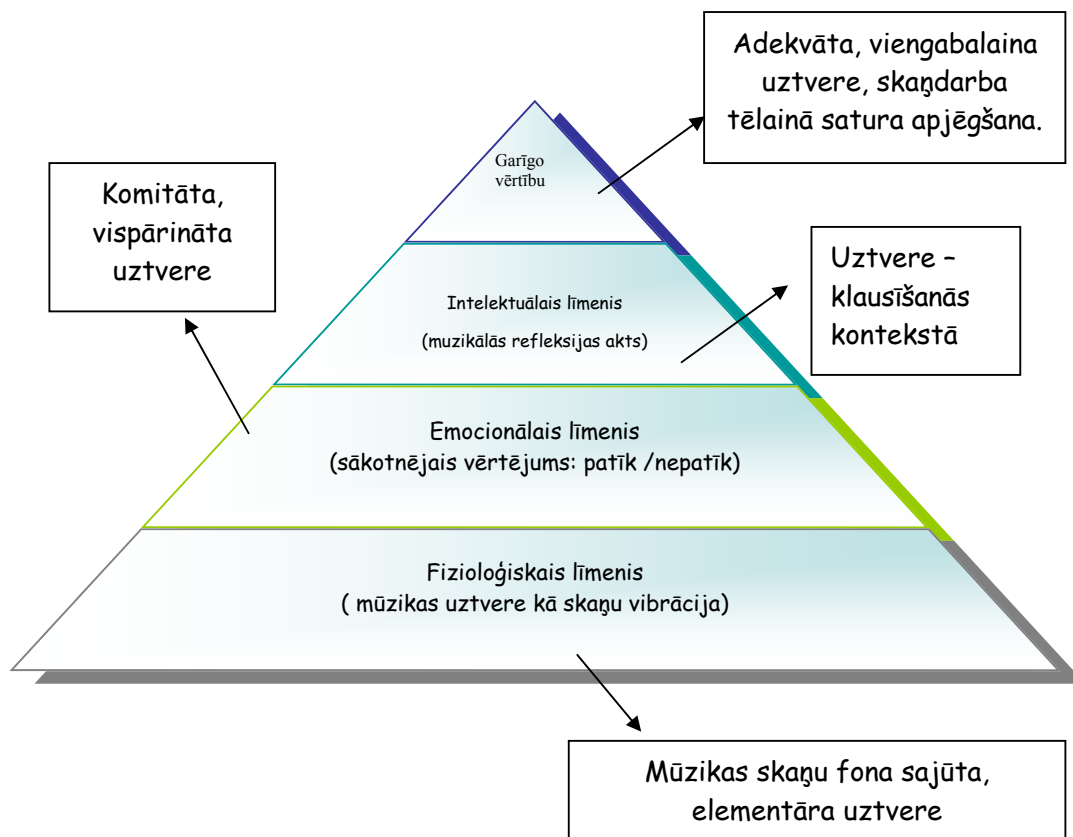 Adekvāta, viengabalaina
uztvere, skaņdarba
tēlainā satura apjēgšana.
Garīgo
vērtību
Komitāta,
vispārināta
uztvere
Uztvere –
klausīšanās
kontekstā
Intelektuālais līmenis
(muzikālās refleksijas akts)
Emocionālais līmenis
(sākotnējais vērtējums: patīk /nepatīk)
Fizioloģiskais līmenis
( mūzikas uztvere kā skaņu vibrācija)
Mūzikas skaņu fona sajūta,
elementāra uztvere